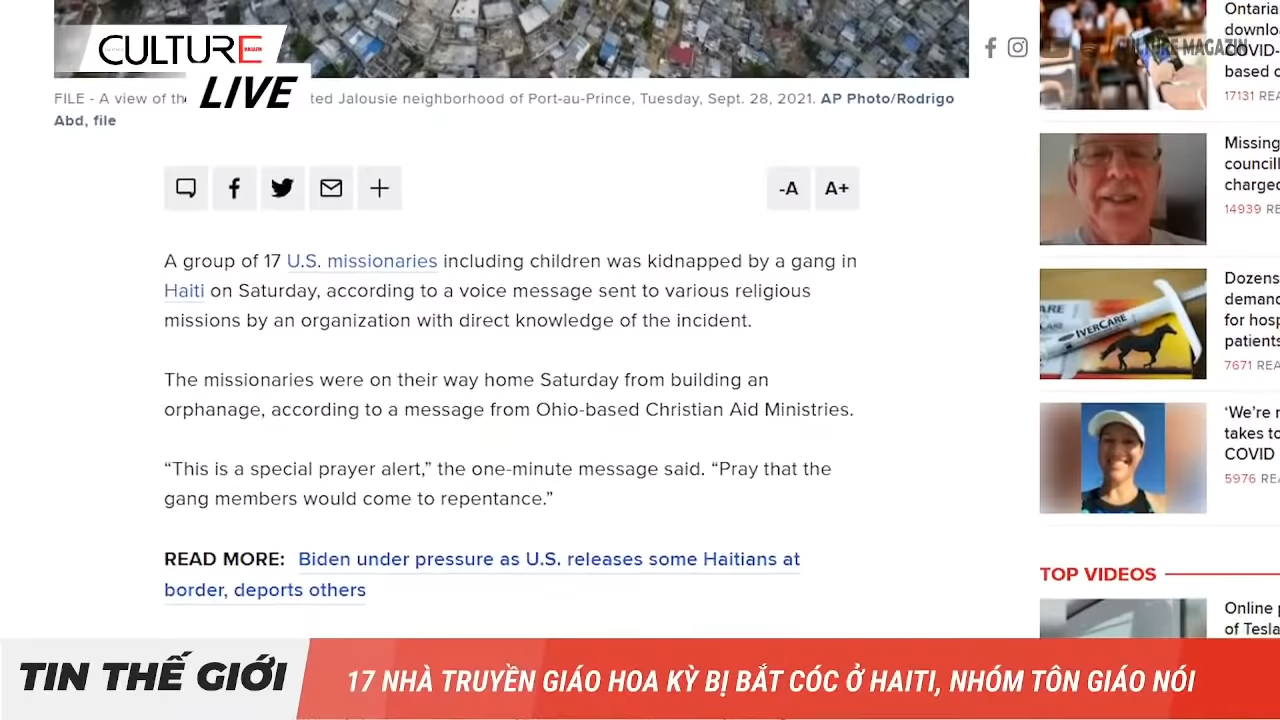 CULTURE
MAGAZIN
LIVE
CULTURE MAGAZIN
FILE - A view of th ted Jalousie neighborhood of Port-au-Prince, Tuesday, Sept. 28, 2021. AP Photo/Rodrigo
Abd, file
-A A+
A group of 17 U.S. missionaries including children was kidnapped by a gang in
Haiti on Saturday, according to a voice message sent to various religious
missions by an organization with direct knowledge of the incident.
The missionaries were on their way home Saturday from building an
orphanage, according to a message from Ohio-based Christian Aid Ministries.
“This is a special prayer alert,” the one-minute message said. “Pray that the
gang members would come to repentance.”
READ MORE: Biden under pressure as U.S. releases some Haitians at
border, deports others
Ontaria
downlo
COVID-
based c
17131 REA
Missing
councill
charged
14939 RE
IVERCARE
Dozens
demand
for hosp
patients
7671 REA
‘We’re r
takes to
COVID
5976 REA
TOP VIDEOS
Online p
of Tesla
TIN THẾ GIỚI
17 NHÀ TRUYỀN GIÁO HOA KỲ BỊ BẮT CÓC Ở HAITI, NHÓM TÔN GIÁO NÓI